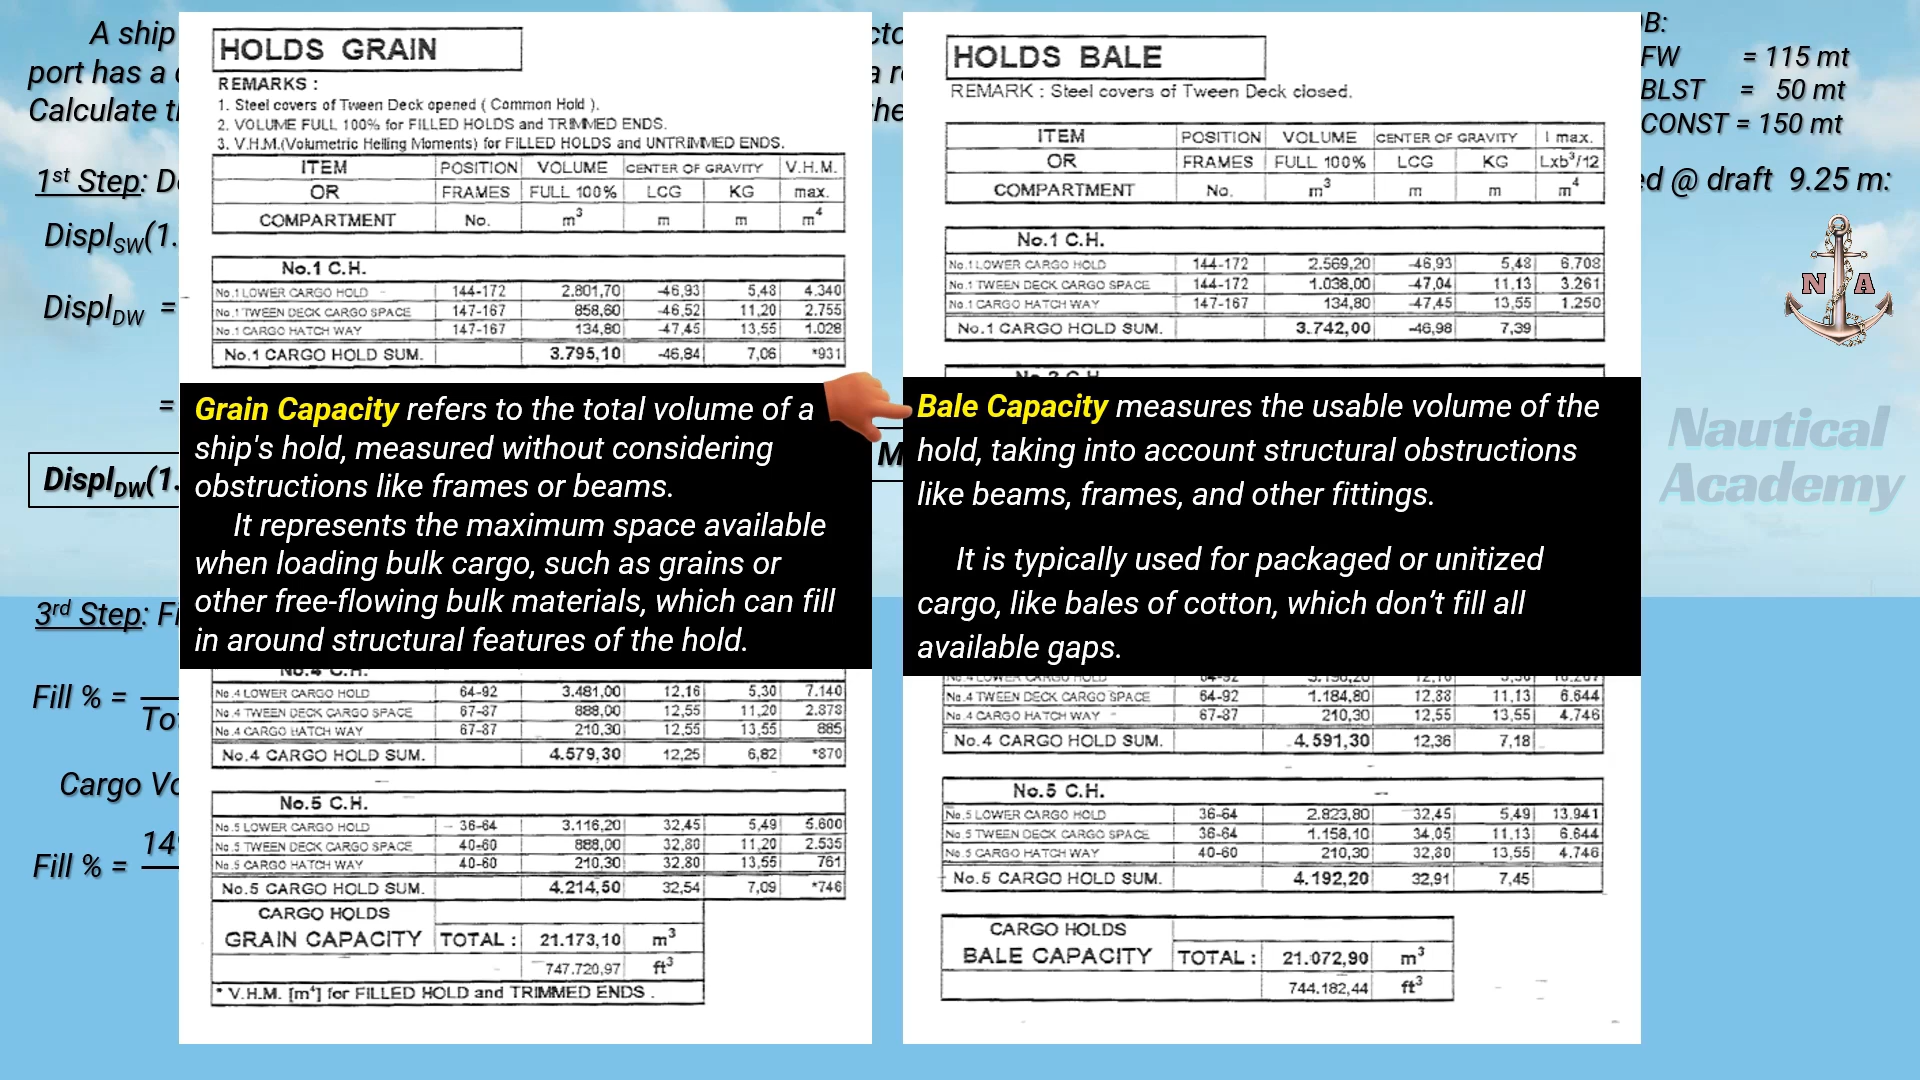 A ship
port has a
Calculate t
1st Step: D
DisplSW(1.
DisplDW =
=
DisplDW(1.
3rd Step: Fi
Fill % =
To
Cargo Vo
14
Fill % =
HOLDS GRAIN
REMARKS :
1. Steel covers of Tween Deck opened ( Common Hold ).
2. VOLUME FULL 100% for FILLED HOLDS and TRIMMED ENDS.
3. V.H.M.(Volumetric Heling Moments) for FILLED HOLDS and UNTRIMMED ENDS.
ITEM POSITION VOLUME CENTER OF GRAVITY V.H.M.
OR FRAMES FULL 100% LCG KG max.
COMPARTMENT No. m³ m m m⁴
No.1 C.H.
No.1 LOWER CARGO HOLD 144-172 2.801,70 -46,93 5,48 4.340
No.1 TWEEN DECK CARGO SPACE 147-167 858,60 -46,52 11,20 2.755
No.1 CARGO HATCH WAY 147-167 134,80 -47,45 13,55 1.028
No.1 CARGO HOLD SUM. 3.795,10 -46,84 7,06 *931
Grain Capacity refers to the total volume of a
ship's hold, measured without considering
obstructions like frames or beams.
It represents the maximum space available
when loading bulk cargo, such as grains or
other free-flowing bulk materials, which can fill
in around structural features of the hold.
No.4 C.H.
No.4 LOWER CARGO HOLD 64-92 3.481,00 12,16 5,30 7.140
No.4 TWEEN DECK CARGO SPACE 67-87 888,00 12,55 11,20 2.878
No.4 CARGO HATCH WAY 67-87 210,30 12,55 13,55 885
No.4 CARGO HOLD SUM. 4.579,30 12,25 6,82 *870
No.5 C.H.
No.5 LOWER CARGO HOLD 36-64 3.116,20 32,45 5,49 5.600
No.5 TWEEN DECK CARGO SPACE 40-60 888,00 32,80 11,20 2.535
No.5 CARGO HATCH WAY 40-60 210,30 32,80 13,55 761
No.5 CARGO HOLD SUM. 4.214,50 32,54 7,09 *746
CARGO HOLDS
GRAIN CAPACITY TOTAL : 21.173,10 m³
747.720,97 ft³
* V.H.M. [m⁴] for FILLED HOLD and TRIMMED ENDS .
M
HOLDS BALE
REMARK : Steel covers of Tween Deck closed.
ITEM POSITION VOLUME CENTER OF GRAVITY I max.
OR FRAMES FULL 100% LCG KG Lxb³/12
COMPARTMENT No. m³ m m m⁴
No.1 C.H.
No.1 LOWER CARGO HOLD 144-172 2.569,20 -46,93 5,48 6.708
No.1 TWEEN DECK CARGO SPACE 144-172 1.038,00 -47,04 11,13 3.261
No.1 CARGO HATCH WAY 147-167 134,80 -47,45 13,55 1.250
No.1 CARGO HOLD SUM. 3.742,00 -46,98 7,39
Bale Capacity measures the usable volume of the
hold, taking into account structural obstructions
like beams, frames, and other fittings.
It is typically used for packaged or unitized
cargo, like bales of cotton, which don't fill all
available gaps.
No.4 TWEEN DECK CARGO SPACE 64-92 1.184,80 12,88 11,13 6.644
No.4 CARGO HATCH WAY 67-87 210,30 12,55 13,55 4.746
No.4 CARGO HOLD SUM. 4.591,30 12,36 7,18
No.5 C.H.
No.5 LOWER CARGO HOLD 36-64 2.823,80 32,45 5,49 13.941
No.5 TWEEN DECK CARGO SPACE 36-64 1.158,10 34,05 11,13 6.644
No.5 CARGO HATCH WAY 40-60 210,30 32,80 13,55 4.746
No.5 CARGO HOLD SUM. 4.192,20 32,91 7,45
CARGO HOLDS
BALE CAPACITY TOTAL : 21.072,90 m³
744.182,44 ft³
OB:
FW = 115 mt
BLST = 50 mt
CONST = 150 mt
ed @ draft 9.25 m:
N A
Nautical
Academy